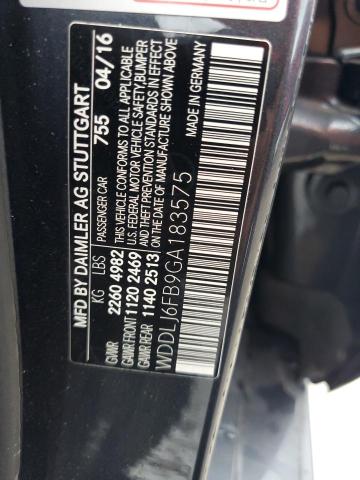 MFD BY DAIMLER AG STUTTGART
PASSENGER CAR 755 04/16
KG LBS THIS VEHICLE CONFORMS TO ALL APPLICABLE
GVWR 2260 4982 U.S. FEDERAL MOTOR VEHICLE SAFETY,BUMPER
GAWR FRONT 1120 2469 AND THEFT PREVENTION STANDARDS IN EFFECT
GAWR REAR 1140 2513 ON THE DATE OF MANUFACTURE SHOWN ABOVE
WDDLJ6FB9GA183575 MADE IN GERMANY